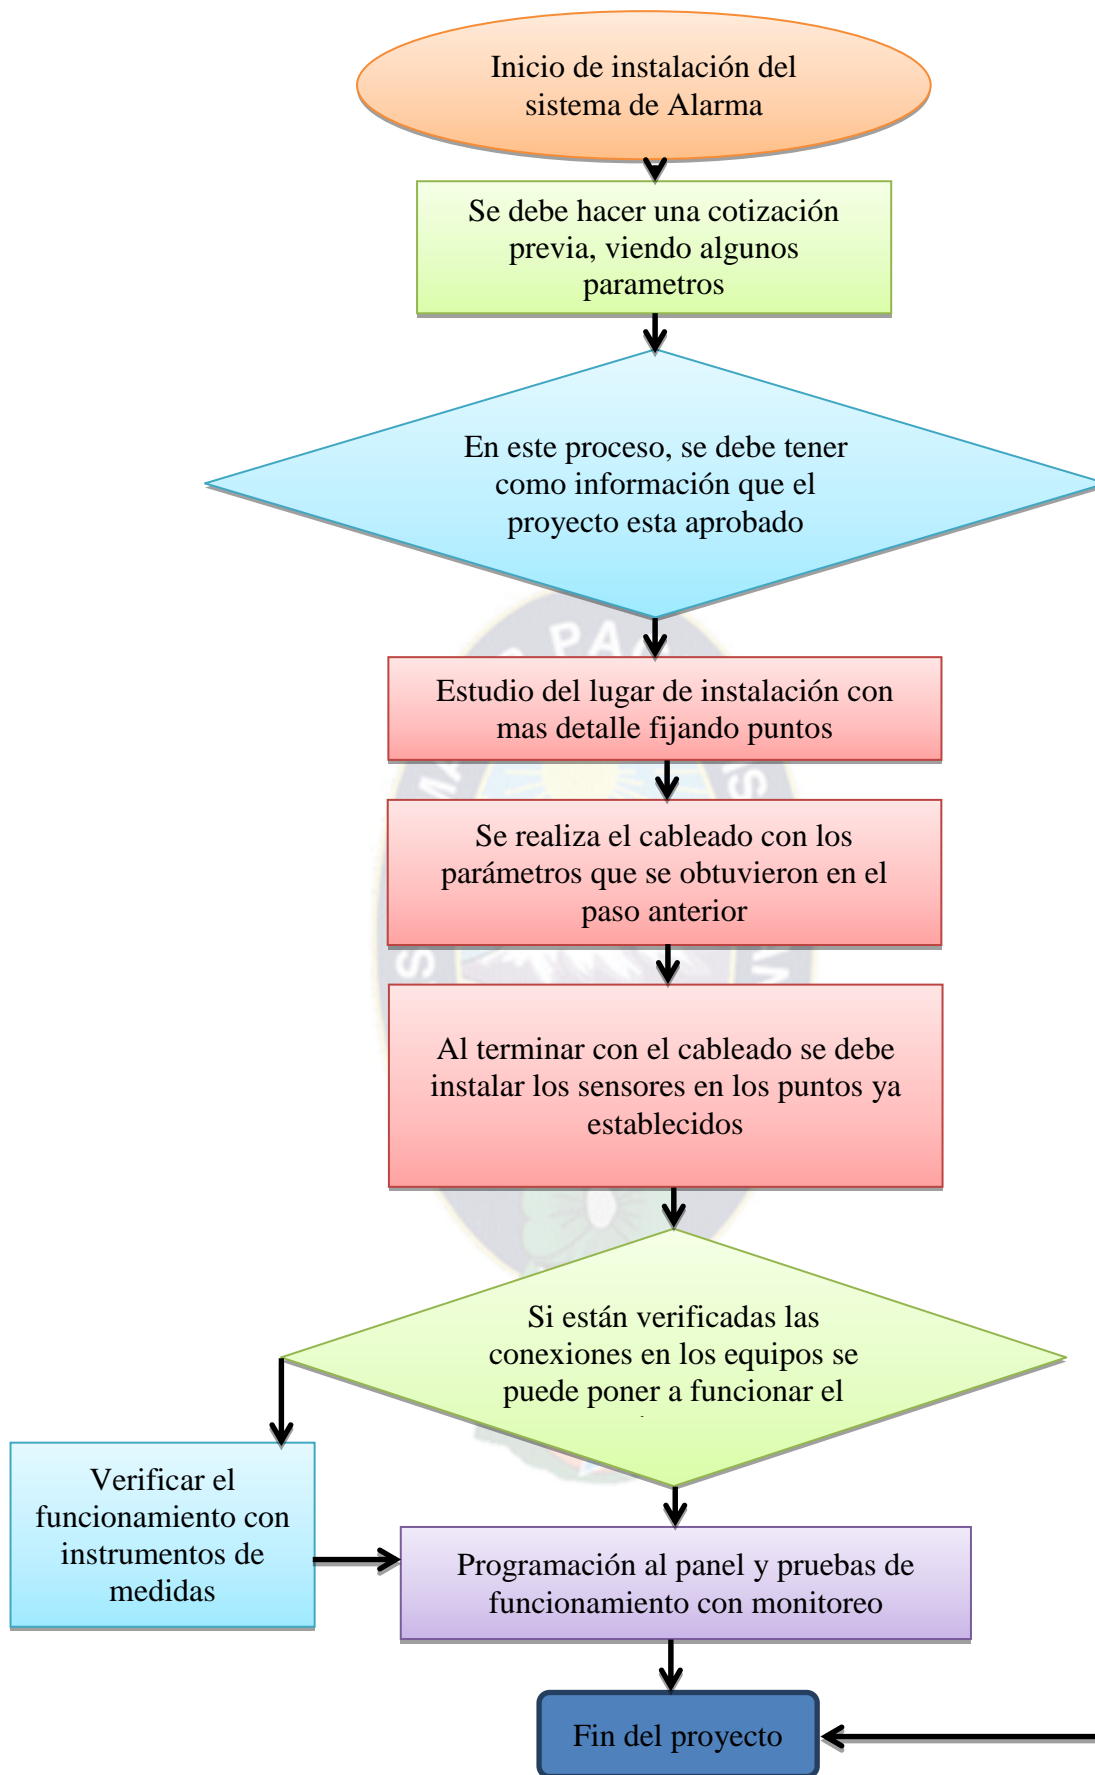 Inicio de instalación del
sistema de Alarma
Se debe hacer una cotización
previa, viendo algunos
parametros
En este proceso, se debe tener
como información que el
proyecto esta aprobado
Estudio del lugar de instalación con
mas detalle fijando puntos
Se realiza el cableado con los
parámetros que se obtuvieron en el
paso anterior
Al terminar con el cableado se debe
instalar los sensores en los puntos ya
establecidos
Si están verificadas las
conexiones en los equipos se
puede poner a funcionar el
Verificar el
funcionamiento con
instrumentos de
medidas
Programación al panel y pruebas de
funcionamiento con monitoreo
Fin del proyecto